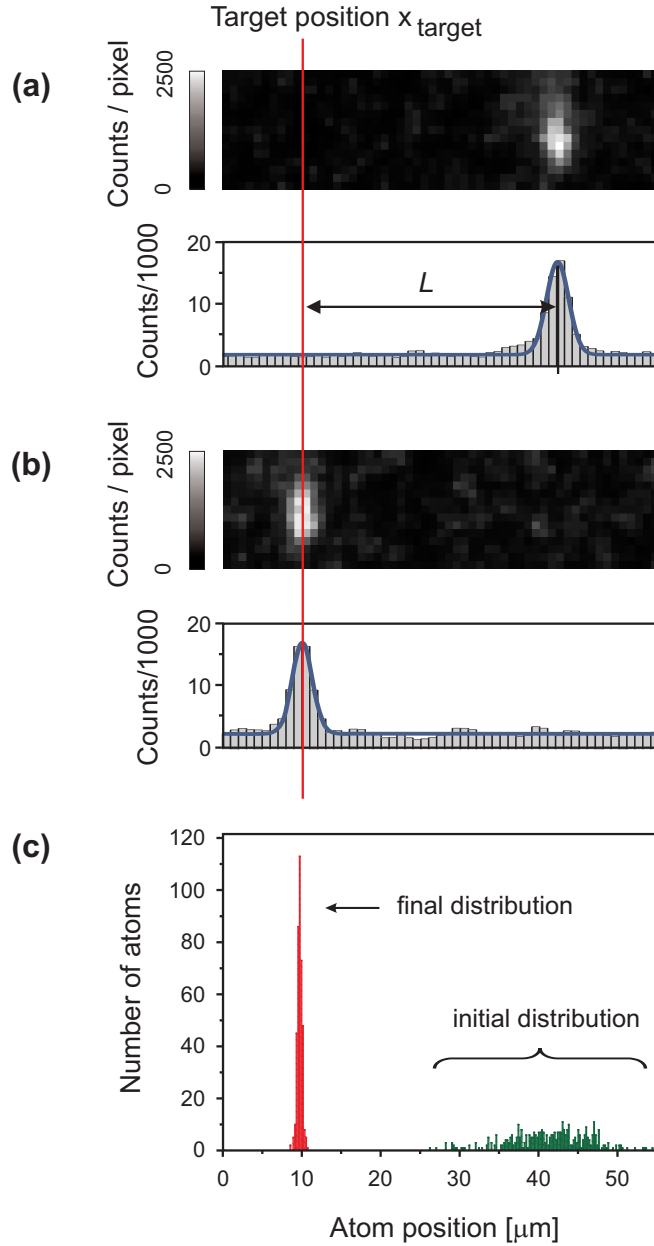 Target position x_target
(a)
Counts / pixel
2500
0
Counts/1000
20
10
0
L
(b)
Counts / pixel
2500
0
Counts/1000
20
10
0
(c)
Number of atoms
120
100
80
60
40
20
0
final distribution
initial distribution
0 10 20 30 40 50
Atom position [μm]